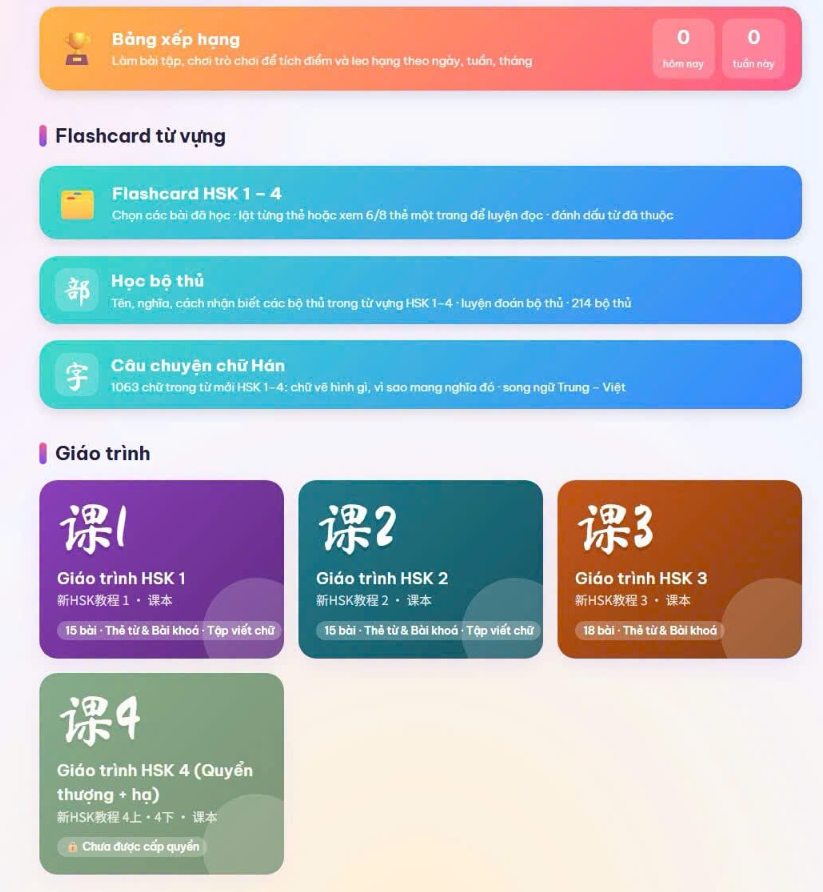 Bảng xếp hạng
Làm bài tập, chơi trò chơi để tích điểm và leo hạng theo ngày, tuần, tháng
0
hôm nay
0
tuần này
Flashcard từ vựng
Flashcard HSK 1 – 4
Chọn các bài đã học · lật từng thẻ hoặc xem 6/8 thẻ một trang để luyện đọc · đánh dấu từ đã thuộc
部
Học bộ thủ
Tên, nghĩa, cách nhận biết các bộ thủ trong từ vựng HSK 1–4 · luyện đoán bộ thủ · 214 bộ thủ
字
Câu chuyện chữ Hán
1063 chữ trong từ mới HSK 1–4: chữ vẽ hình gì, vì sao mang nghĩa đó · song ngữ Trung – Việt
Giáo trình
课1
Giáo trình HSK 1
新HSK教程 1 · 课本
15 bài · Thẻ từ & Bài khoá · Tập viết chữ
课2
Giáo trình HSK 2
新HSK教程 2 · 课本
15 bài · Thẻ từ & Bài khoá · Tập viết chữ
课3
Giáo trình HSK 3
新HSK教程 3 · 课本
18 bài · Thẻ từ & Bài khoá
课4
Giáo trình HSK 4 (Quyển
thượng + hạ)
新HSK教程 4上·4下 · 课本
🔒 Chưa được cấp quyền